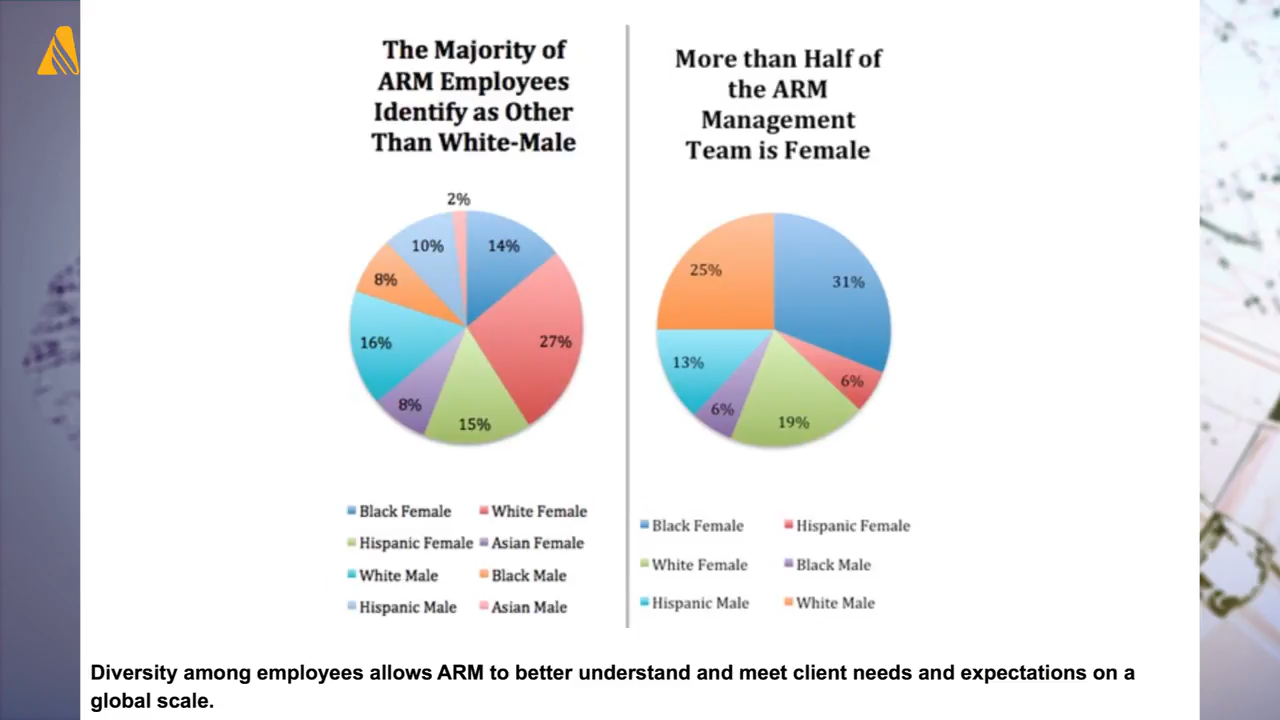 The Majority of
ARM Employees
Identify as Other
Than White-Male
2%
14%
10%
8%
27%
16%
8%
15%
Black Female
White Female
Hispanic Female
Asian Female
White Male
Black Male
Hispanic Male
Asian Male
More than Half of
the ARM
Management
Team is Female
25%
31%
13%
6%
6%
19%
Black Female
Hispanic Female
White Female
Black Male
Hispanic Male
White Male
Diversity among employees allows ARM to better understand and meet client needs and expectations on a
global scale.